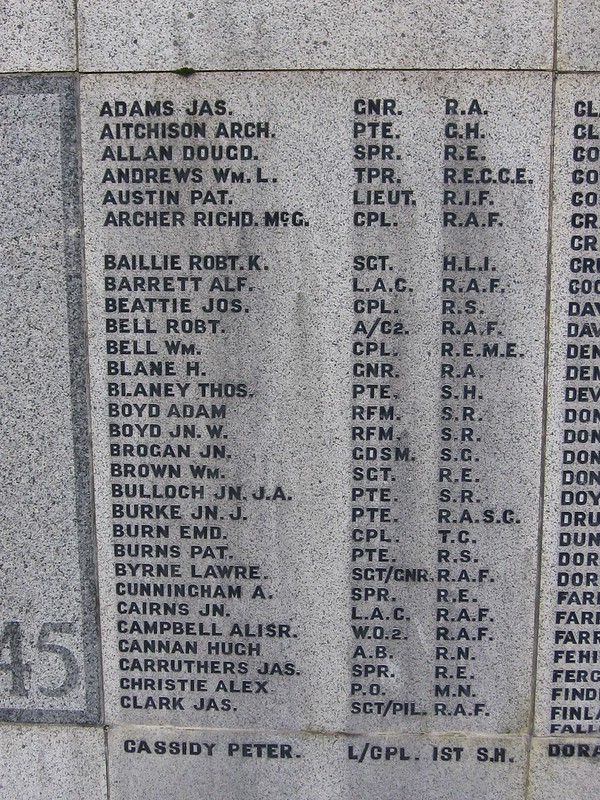 ADAMS JAS. GNR. R.A.
AITCHISON ARCH. PTE. G.H.
ALLAN DOUGD. SPR. R.E.
ANDREWS WM. L. TPR. R.E.C.C.E.
AUSTIN PAT. LIEUT. R.I.F.
ARCHER RICHD. McG. CPL. R.A.F.
BAILLIE ROBT. K. SGT. H.L.I.
BARRETT ALF. L.A.C. R.A.F.
BEATTIE JOS. CPL. R.S.
BELL ROBT. A/C2. R.A.F.
BELL WM. CPL. R.E.M.E.
BLANE H. GNR. R.A.
BLANEY THOS. PTE. S.H.
BOYD ADAM RFM. S.R.
BOYD JN. W. RFM. S.R.
BROGAN JN. GDSM. S.G.
BROWN WM. SGT. R.E.
BULLOCH JN. J.A. PTE. S.R.
BURKE JN. J. PTE. R.A.S.C.
BURN EMD. CPL. T.C.
BURNS PAT. PTE. R.S.
BYRNE LAWRE. SGT/GNR. R.A.F.
CUNNINGHAM A. SPR. R.E.
CAIRNS JN. L.A.C. R.A.F.
CAMPBELL ALISR. W.O.2. R.A.F.
CANNAN HUGH A.B. R.N.
CARRUTHERS JAS. SPR. R.E.
CHRISTIE ALEX P.O. M.N.
CLARK JAS. SGT/PIL. R.A.F.
CASSIDY PETER. L/CPL. 1ST S.H.
45